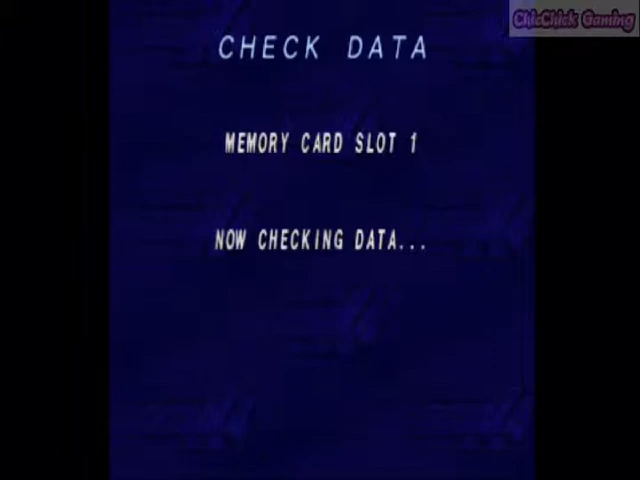 ChicChick Gaming
CHECK DATA
MEMORY CARD SLOT 1
NOW CHECKING DATA...